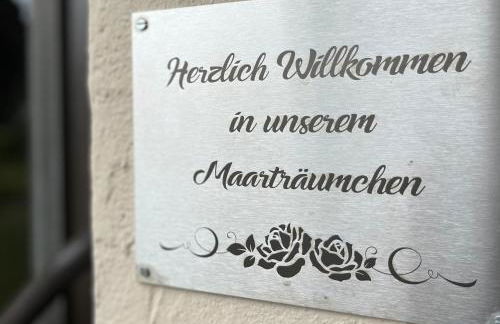 Herzlich Willkommen
in unserem
Maarträumchen